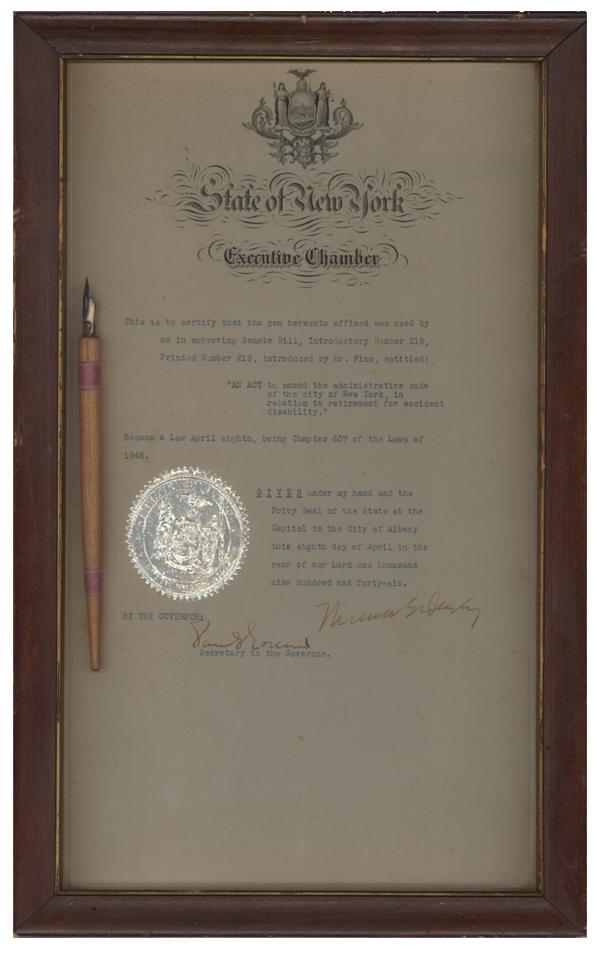 State of New York
Executive Chamber
This is to certify that the pen hereunto affixed was used by
me in approving Senate Bill, Introductory Number 219,
Printed Number 219, introduced by Mr. Fino, entitled:
"AN ACT to amend the administrative code
of the city of New York, in
relation to retirement for accident
disability."
Became a Law April eighth, being Chapter 637 of the Laws of
1946.
GIVEN under my hand and the
Privy Seal of the State at the
Capitol in the City of Albany
this eighth day of April in the
year of our Lord one thousand
nine hundred and forty-six.
BY THE GOVERNOR:
Secretary to the Governor.